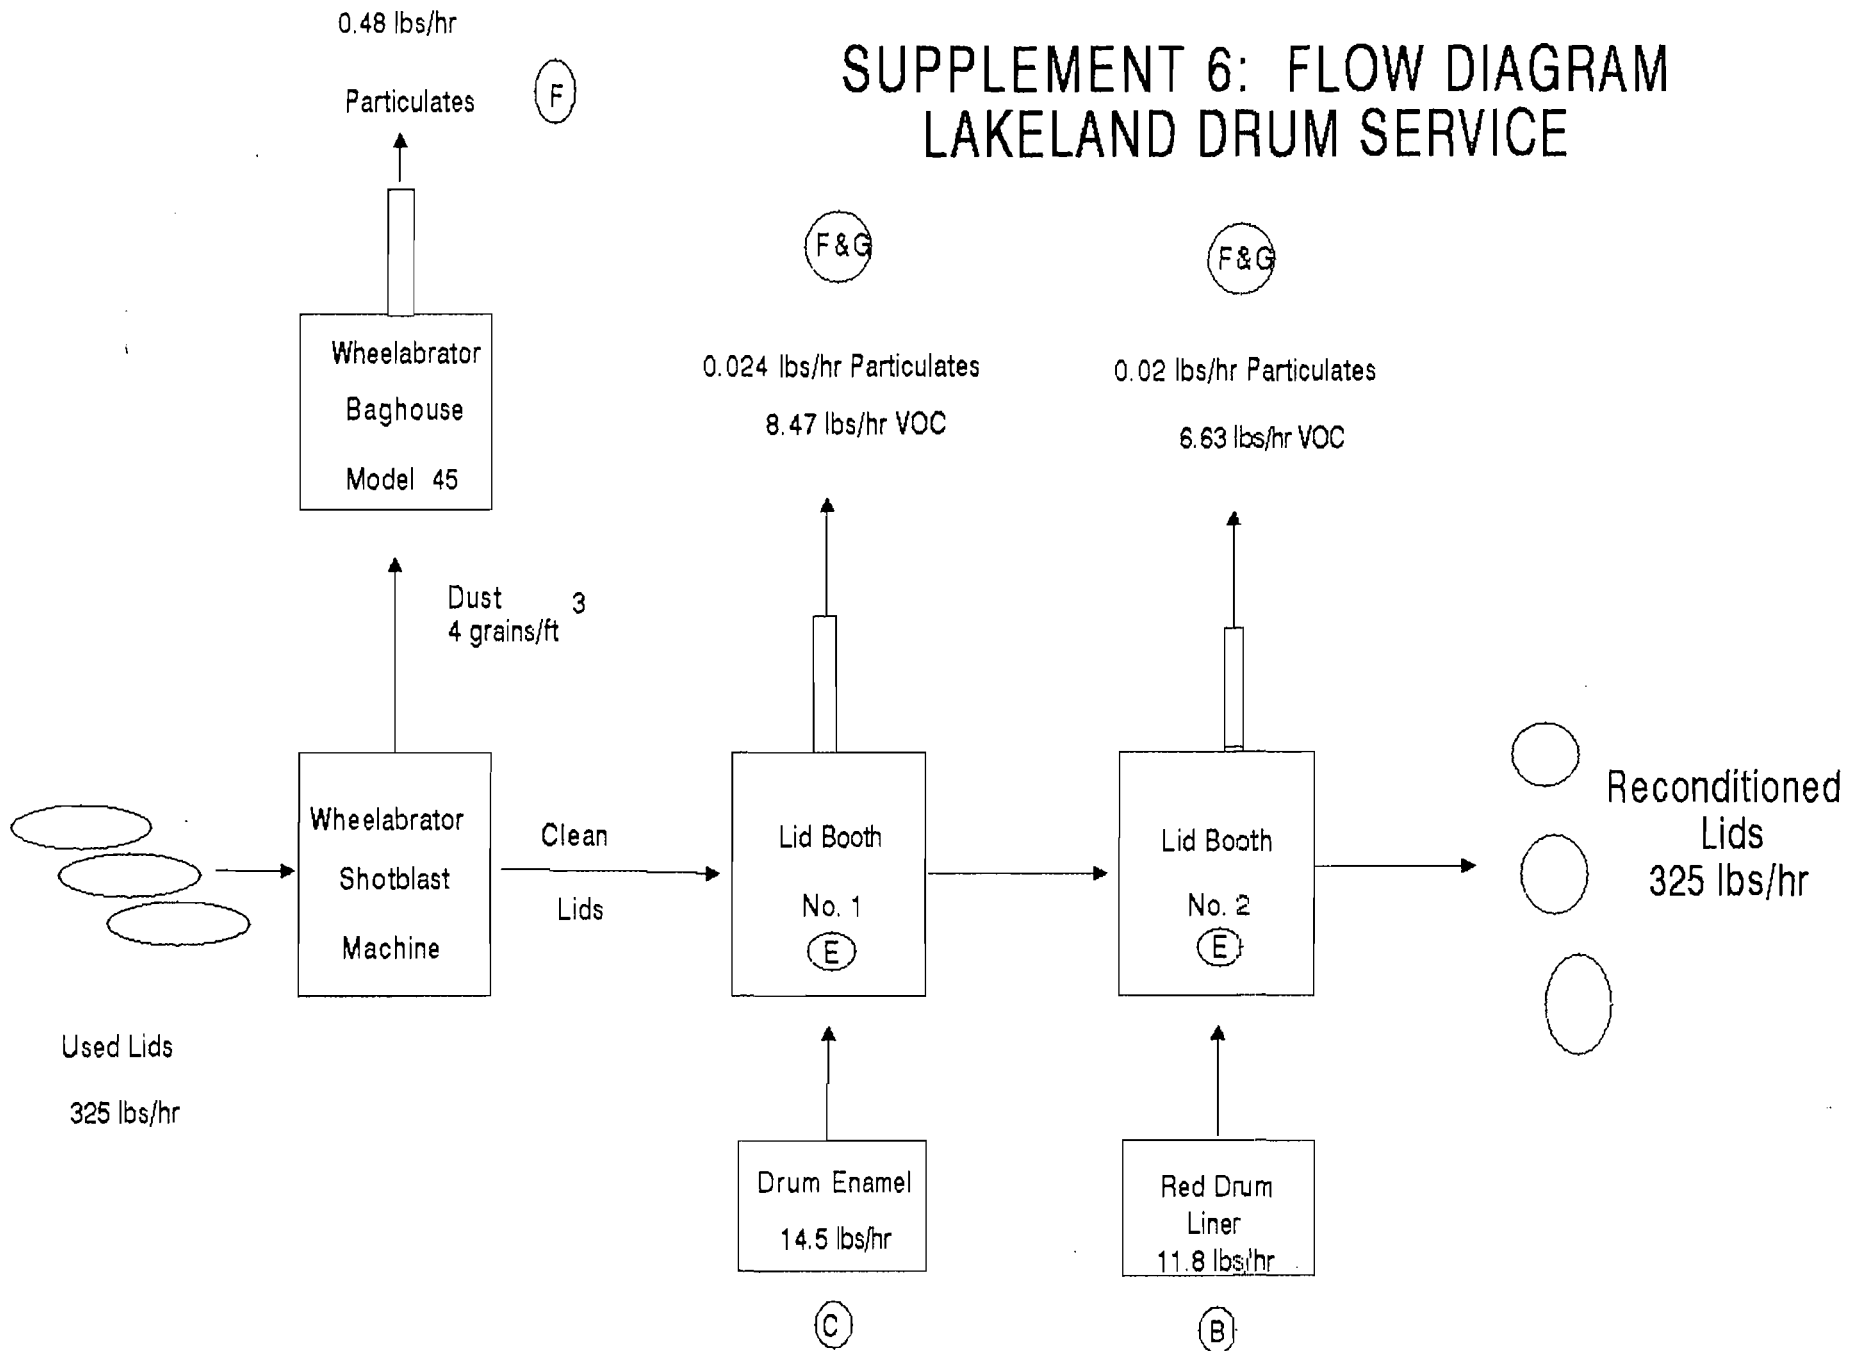 0.48 lbs/hr
Particulates
F
SUPPLEMENT 6: FLOW DIAGRAM
LAKELAND DRUM SERVICE
F&G
F&G
Wheelabrator
Baghouse
Model 45
0.024 lbs/hr Particulates
8.47 lbs/hr VOC
0.02 lbs/hr Particulates
6.63 lbs/hr VOC
Dust
3
4 grains/ft
Wheelabrator
Shotblast
Machine
Clean
Lids
Lid Booth
No. 1
E
Lid Booth
No. 2
E
Reconditioned
Lids
325 lbs/hr
Used Lids
325 lbs/hr
Drum Enamel
14.5 lbs/hr
Red Drum
Liner
11.8 lbs/hr
C
B